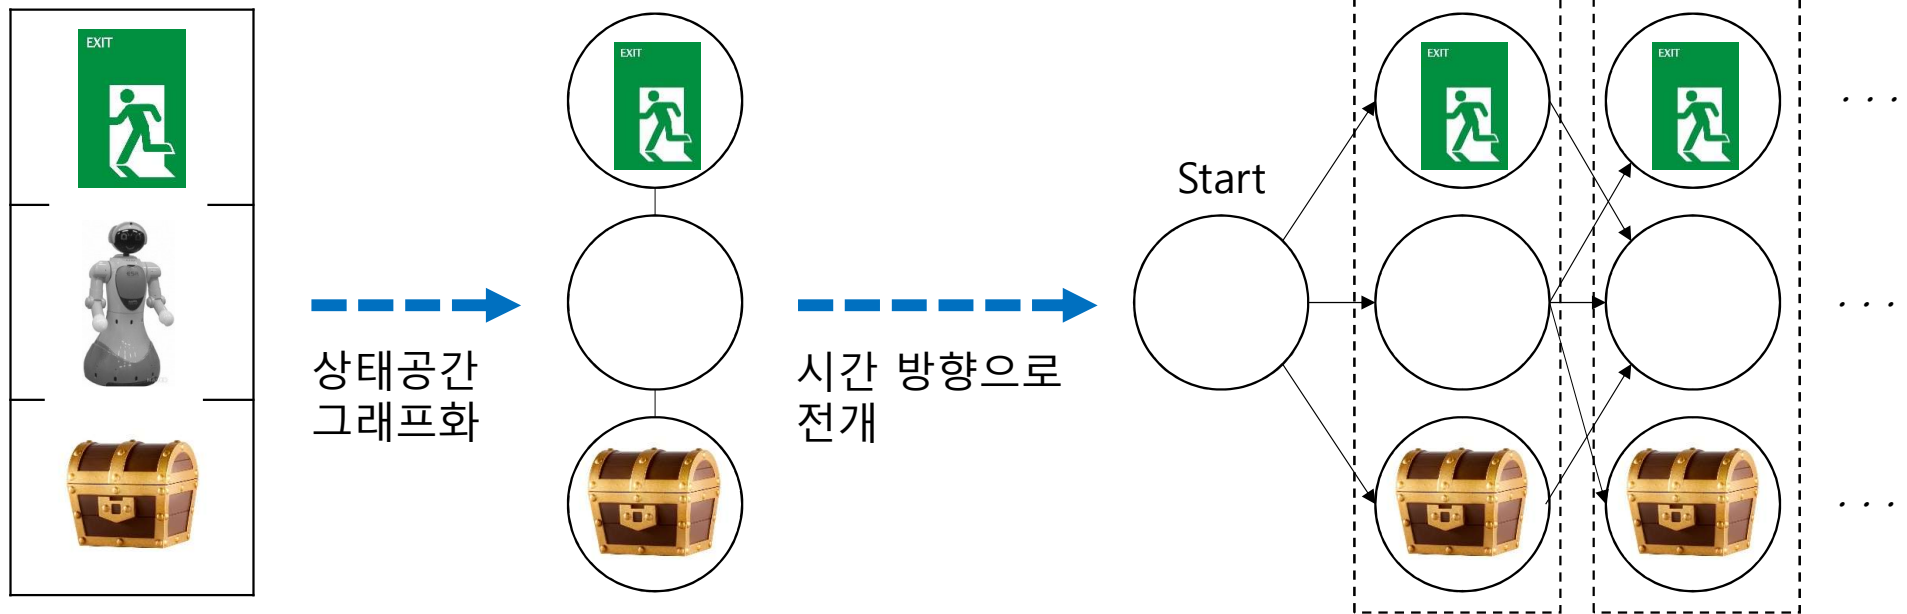 EXIT
상태공간
그래프화
EXIT
시간 방향으로
전개
Start
EXIT
EXIT
. . .
. . .
. . .